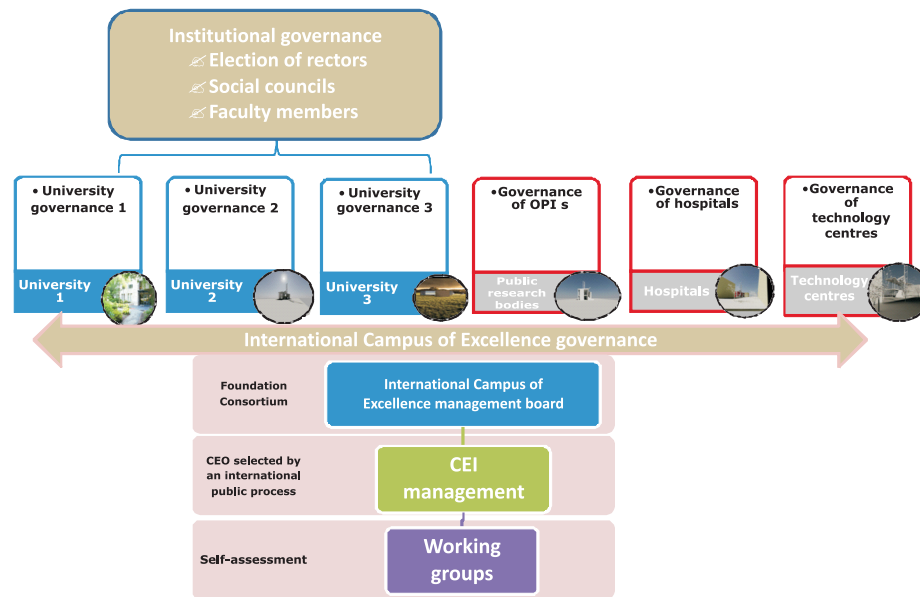 Institutional governance
Election of rectors
Social councils
Faculty members
• University
governance 1
• University
governance 2
• University
governance 3
•Governance
of OPI s
•Governance
of hospitals
•Governance
of
technology
centres
University
1
University
2
University
3
Public
research
bodies
Hospitals
Technology
centres
International Campus of Excellence governance
Foundation
Consortium
International Campus of
Excellence management board
CEO selected by
an international
public process
CEI
management
Self-assessment
Working
groups